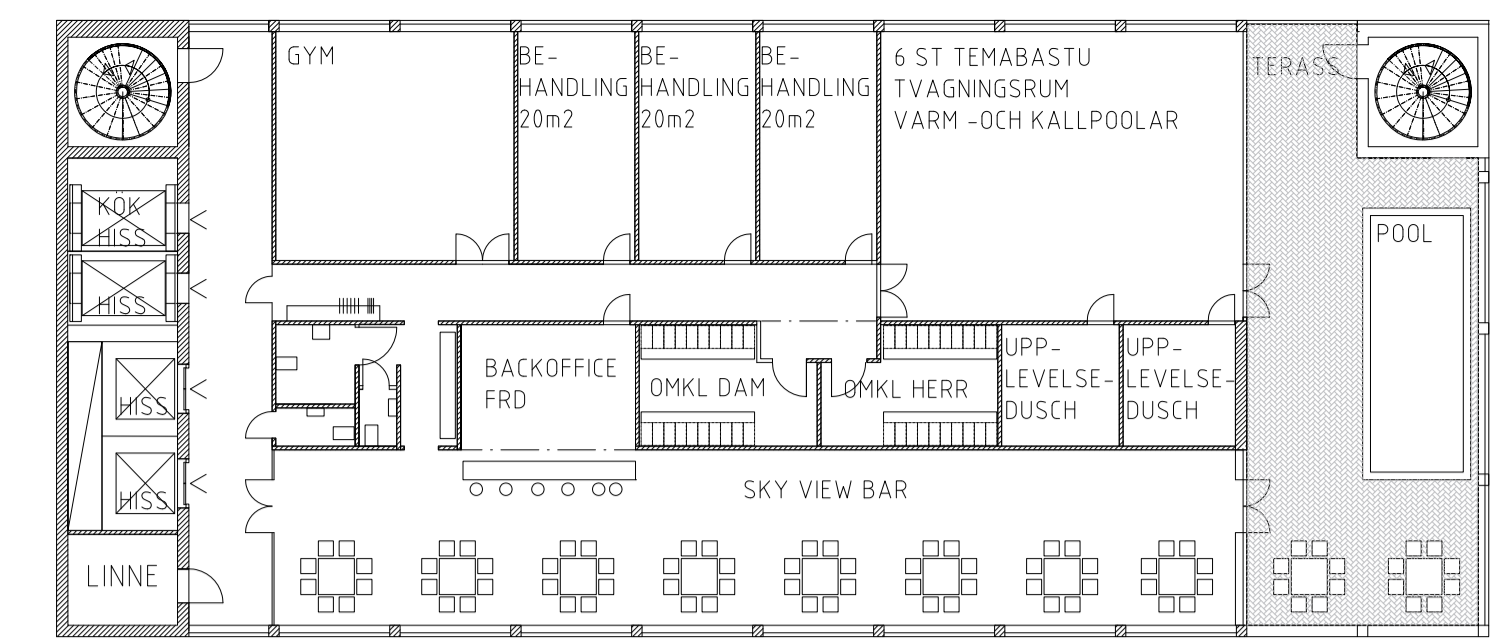 GYM
BE-
HANDLING
20m2
BE-
HANDLING
20m2
BE-
HANDLING
20m2
6 ST TEMABASTU
TVAGNINGSRUM
VARM -OCH KALLPOOLAR
TERASS
KÖK
HISS
HISS
HISS
HISS
LINNE
POOL
BACKOFFICE
FRD
OMKL DAM
OMKL HERR
UPP-
LEVELSE-
DUSCH
UPP-
LEVELSE-
DUSCH
SKY VIEW BAR